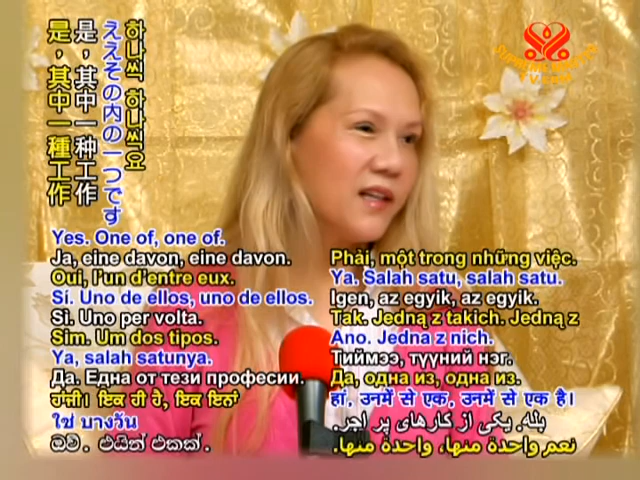 SUPREME MASTER
TV.com
하나씩 하나씩요
ええその内の一つです
是，其中一种工作
是，其中一種工作
Yes. One of, one of.
Ja, eine davon, eine davon.
Oui, l'un d'entre eux.
Sí. Uno de ellos, uno de ellos.
Sì. Uno per volta.
Sim. Um dos tipos.
Ya, salah satunya.
Да. Една от тези професии.
ਹਾਂਜੀ। ਇਕ ਹੀ ਹੈ, ਇਕ ਇਨਾਂ
ใช่ บางวัน
Phải, một trong những việc.
Ya. Salah satu, salah satu.
Igen, az egyik, az egyik.
Tak. Jedną z takich. Jedną z
Ano. Jedna z nich.
Тиймээ, түүний нэг.
Да, одна из, одна из.
हां, उनमें से एक, उनमें से एक है।
بله. یکی از کارهای پر اجر.
نعم واحدة منها، واحدة منها.